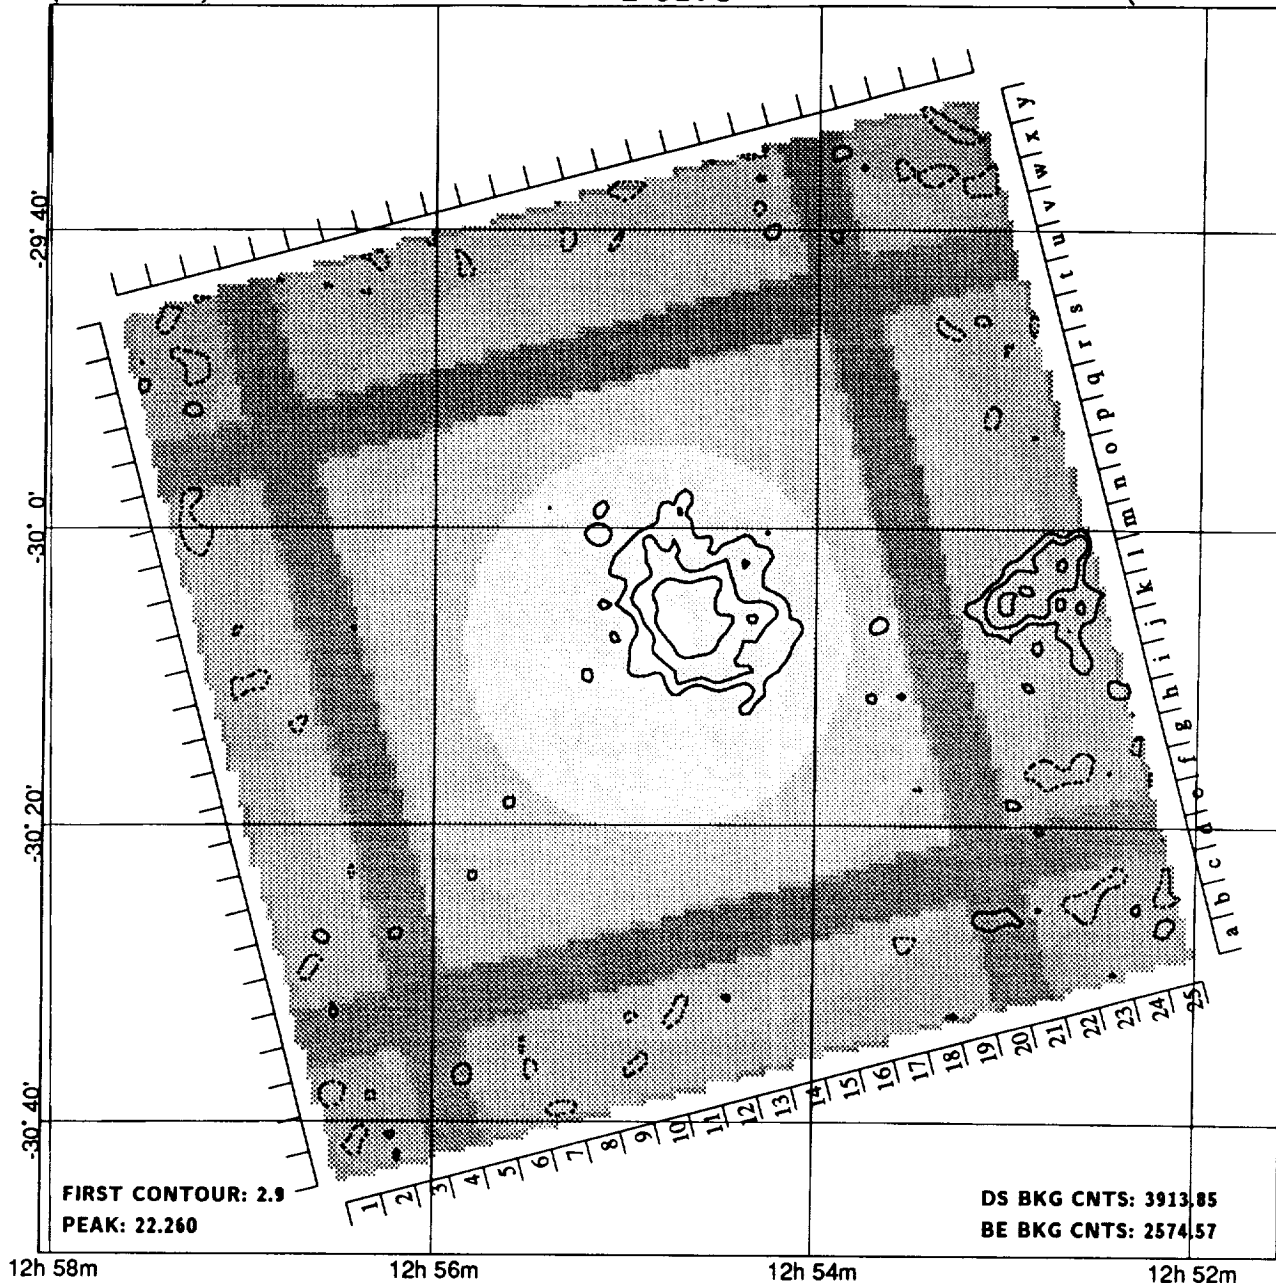 -29° 40'
-30° 0'
-30° 20'
-30° 40'
a b c d e f g h i j k l m n o p q r s t u v w x y
1 2 3 4 5 6 7 8 9 10 11 12 13 14 15 16 17 18 19 20 21 22 23 24 25
FIRST CONTOUR: 2.9
PEAK: 22.260
DS BKG CNTS: 3913.85
BE BKG CNTS: 2574.57
12h 58m
12h 56m
12h 54m
12h 52m